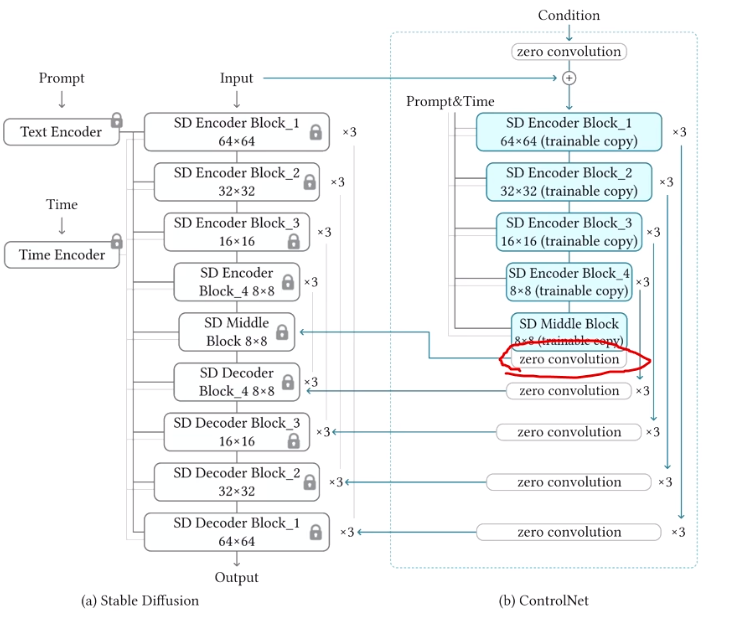 Condition
zero convolution
Prompt
Input
+
Prompt&Time
Text Encoder
SD Encoder Block_1
64×64
×3
SD Encoder Block_1
64×64 (trainable copy)
×3
SD Encoder Block_2
32×32
×3
SD Encoder Block_2
32×32 (trainable copy)
×3
Time
SD Encoder Block_3
16×16
×3
SD Encoder Block_3
16×16 (trainable copy)
×3
Time Encoder
SD Encoder
Block_4 8×8
×3
SD Encoder Block_4
8×8 (trainable copy)
×3
SD Middle
Block 8×8
SD Middle Block
8×8 (trainable copy)
zero convolution
SD Decoder
Block_4 8×8
×3
zero convolution
×3
SD Decoder Block_3
16×16
×3
zero convolution
×3
SD Decoder Block_2
32×32
×3
zero convolution
×3
SD Decoder Block_1
64×64
×3
zero convolution
×3
Output
(a) Stable Diffusion
(b) ControlNet